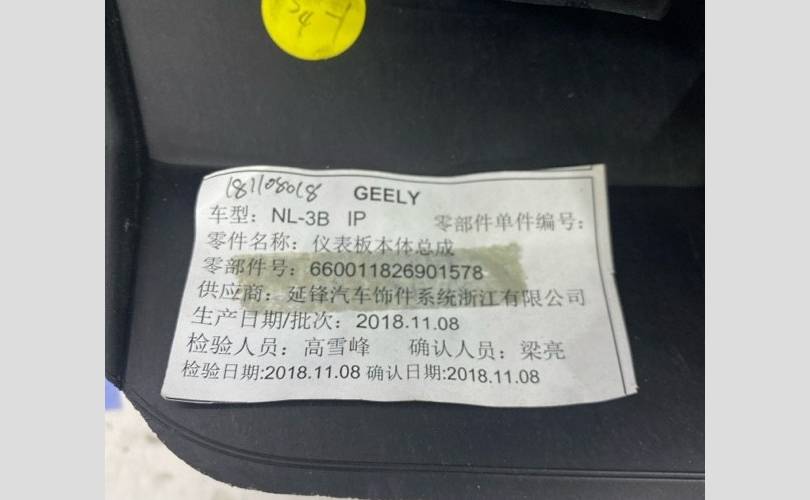 181108018 GEELY
车型：NL-3B IP 零部件单件编号：
零件名称：仪表板本体总成
零部件号：660011826901578
供应商：延锋汽车饰件系统浙江有限公司
生产日期/批次：2018.11.08
检验人员：高雪峰 确认人员：梁亮
检验日期:2018.11.08 确认日期:2018.11.08